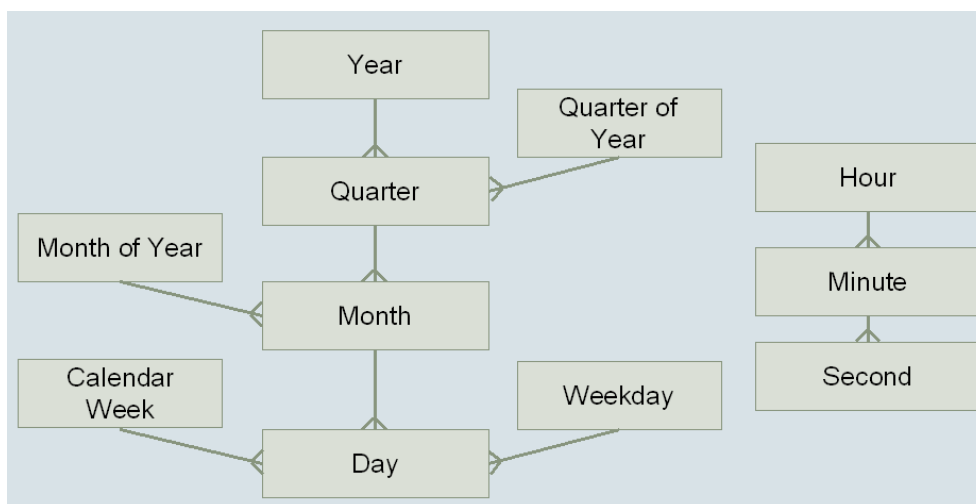 Year
Quarter of
Year
Quarter
Hour
Month of Year
Minute
Month
Calendar
Week
Weekday
Second
Day